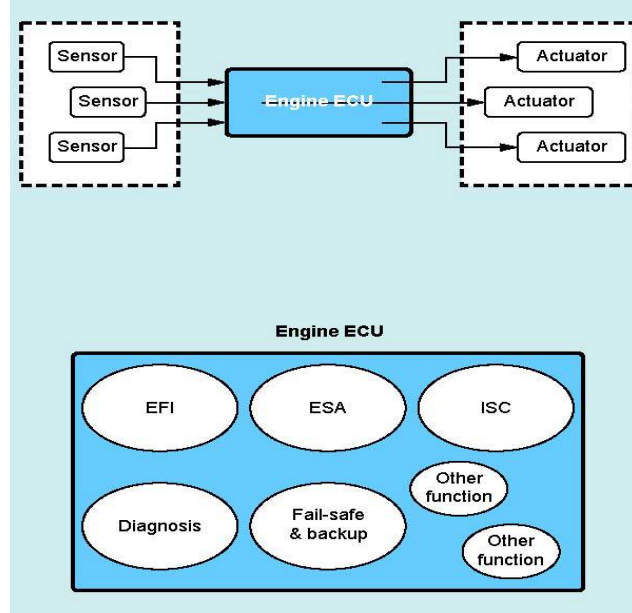 Sensor
Sensor
Sensor
Engine ECU
Actuator
Actuator
Actuator
Engine ECU
EFI
ESA
ISC
Diagnosis
Fail-safe
& backup
Other
function
Other
function